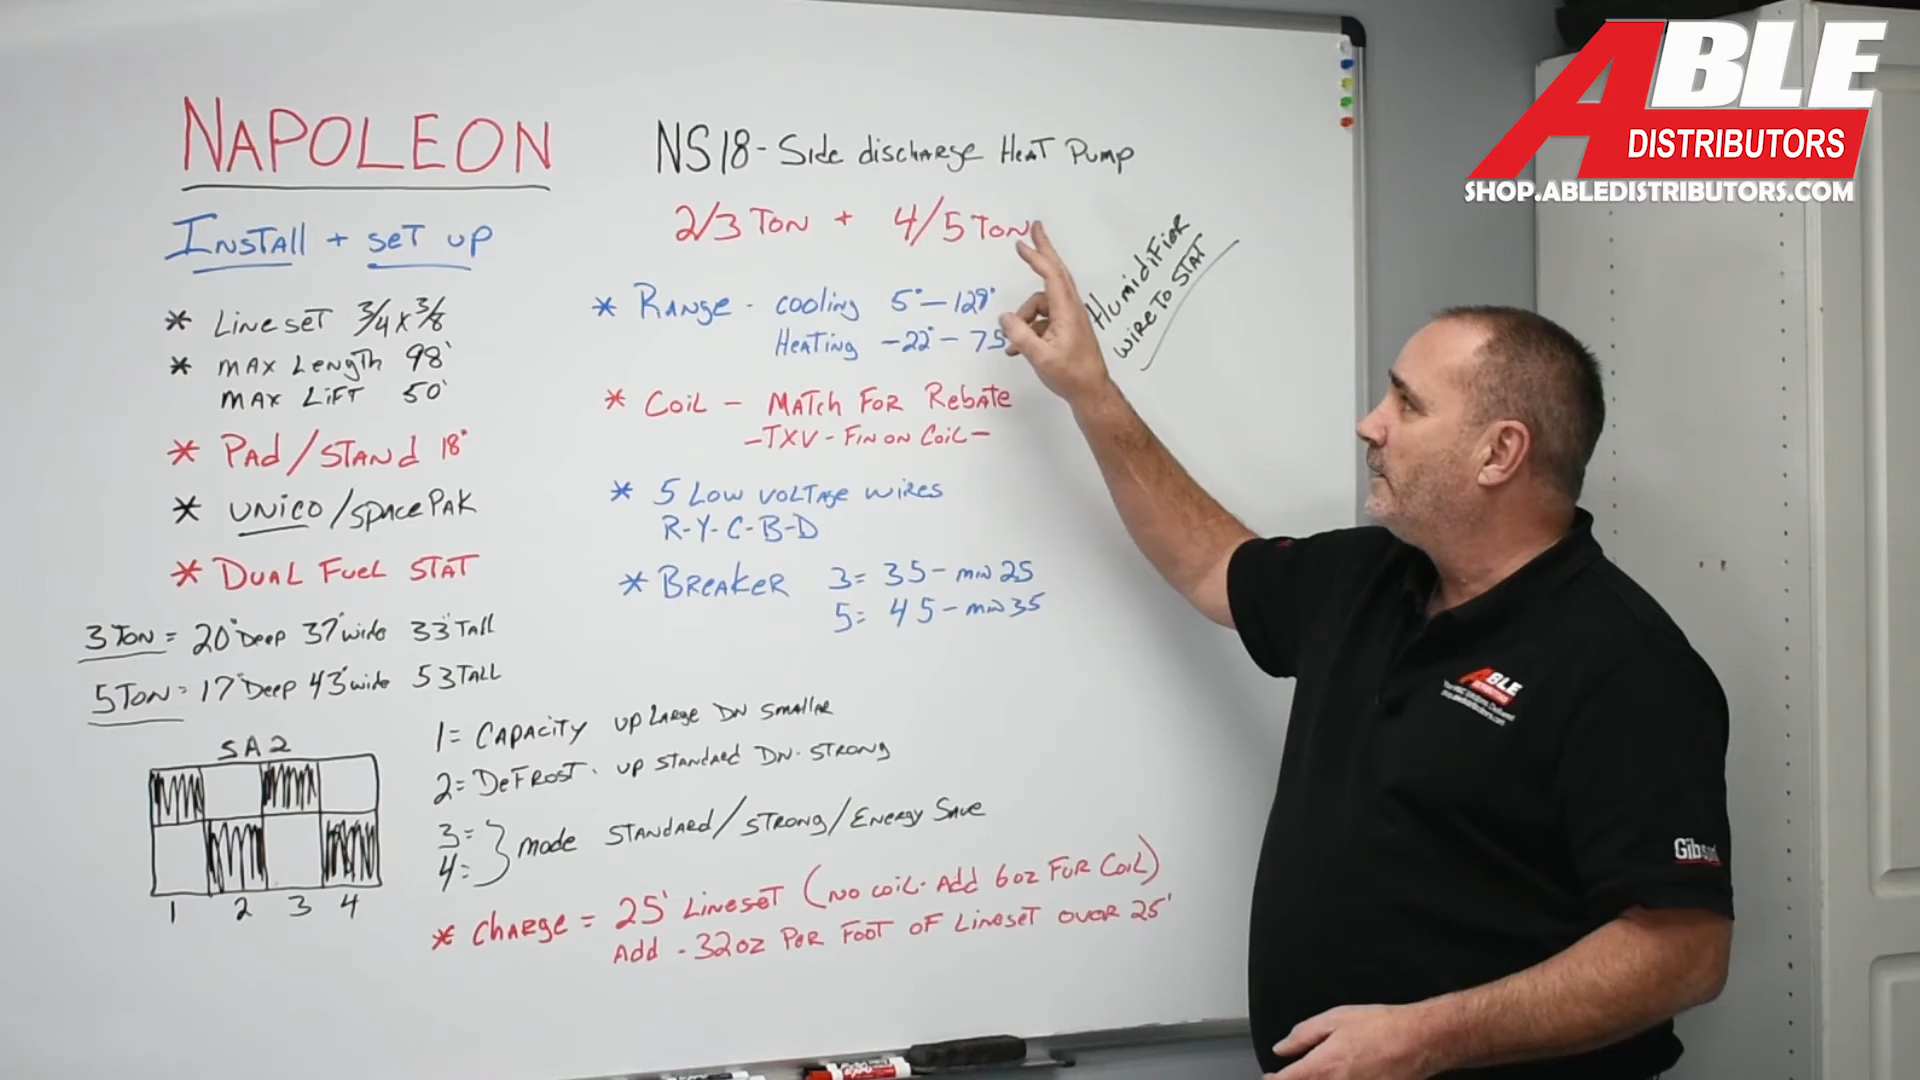 ABLE
DISTRIBUTORS
SHOP.ABLEDISTRIBUTORS.COM
NAPOLEON
INSTALL + SET UP
* LINESET 3/4 X 3/8
* MAX LENGTH 98'
MAX LIFT 50'
* PAD/STAND 18"
* UNICO/SPACEPAK
* DUAL FUEL STAT
3 TON = 20" DEEP 37" WIDE 33" TALL
5 TON = 17" DEEP 43" WIDE 53 TALL
SA2
1 2 3 4
NS18 - SIDE DISCHARGE HEAT PUMP
2/3 TON + 4/5 TON
* RANGE - COOLING 5° - 129°
HEATING -22° - 75
HUMIDIFIER
WIRE TO STAT
* COIL - MATCH FOR REBATE
- TXV - FIN ON COIL -
* 5 LOW VOLTAGE WIRES
R-Y-C-B-D
* BREAKER 3 = 35 - MIN 25
5 = 45 - MIN 35
1 = CAPACITY UP LARGE DN SMALLER
2 = DEFROST. UP STANDARD DN. STRONG
3 =
4 = } MODE STANDARD/STRONG/ENERGY SAVE
* CHARGE = 25' LINESET (NO COIL - ADD 6OZ FUR COIL)
ADD .32OZ PER FOOT OF LINESET OVER 25'
ABLE
DISTRIBUTORS
Gibson